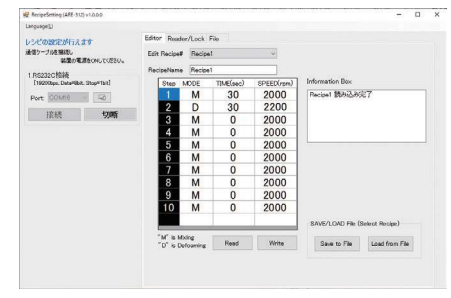 RecipeSetting (ARE-312) v1.0.0.0
Language(L)
レシピの設定が行えます
通信ケーブルを接続し、
装置の電源をONしてください。
1.RS232C接続
[19200bps, Data=8bit, Stop=1bit]
Port: COM10
接続 切断
Editor Reader/Lock File
Edit Recipe# Recipe1
RecipeName Recipe1
Step MODE TIME(sec) SPEED(rpm)
1 M 30 2000
2 D 30 2200
3 M 0 2000
4 M 0 2000
5 M 0 2000
6 M 0 2000
7 M 0 2000
8 M 0 2000
9 M 0 2000
10 M 0 2000
"M" is Mixing
"D" is Defoaming
Read Write
Information Box
Recipe1 読み込み完了
SAVE/LOAD File (Select Recipe)
Save to File Load from File